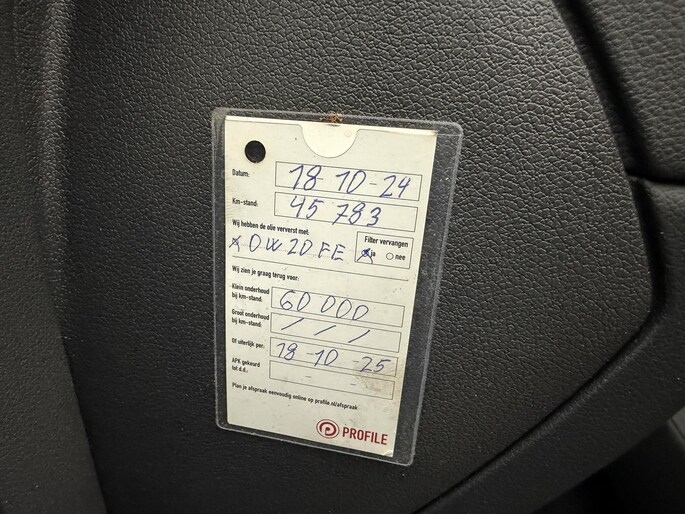 Datum: 18-10-24
Km-stand: 45 783
Wij hebben de olie ververst met:
x 0W20 FE
Filter vervangen
ja nee
Wij zien je graag terug voor:
Klein onderhoud
bij km-stand: 60 000
Groot onderhoud
bij km-stand: / / /
Of uiterlijk per: 18-10-25
APK gekeurd
tot d.d.: - -
Plan je afspraak eenvoudig online op profile.nl/afspraak
PROFILE